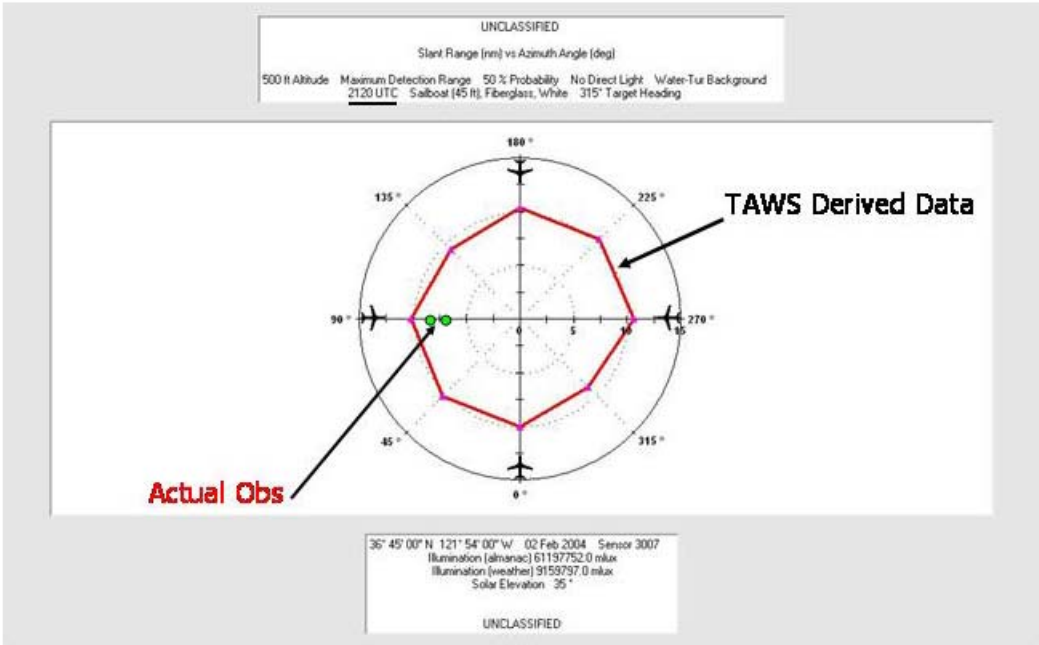 UNCLASSIFIED
Slant Range (nm) vs Azimuth Angle (deg)
500 ft Altitude Maximum Detection Range 50 % Probability No Direct Light Water-Tur Background
2120 UTC Sailboat (45 ft), Fiberglass, White 315° Target Heading
180 °
135 °
225 °
TAWS Derived Data
90 °
0
5
10
15
270 °
45 °
315 °
Actual Obs
0 °
36° 45' 00" N 121° 54' 00" W 02 Feb 2004 Sensor 3007
Illumination (almanac) 61197752.0 mlux
Illumination (weather) 9159797.0 mlux
Solar Elevation 35 °
UNCLASSIFIED